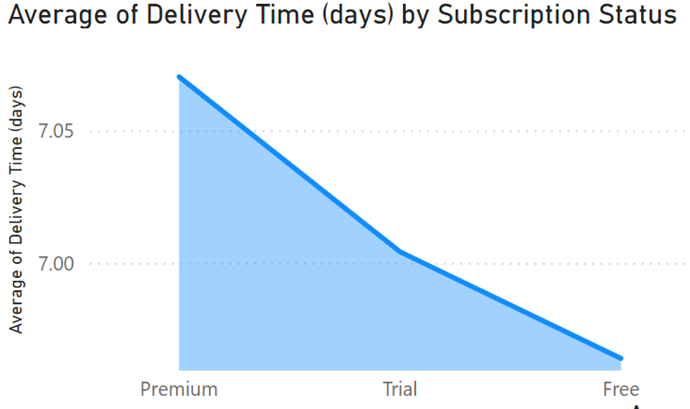 Average of Delivery Time (days) by Subscription Status
Average of Delivery Time (days)
7.05
7.00
Premium Trial Free